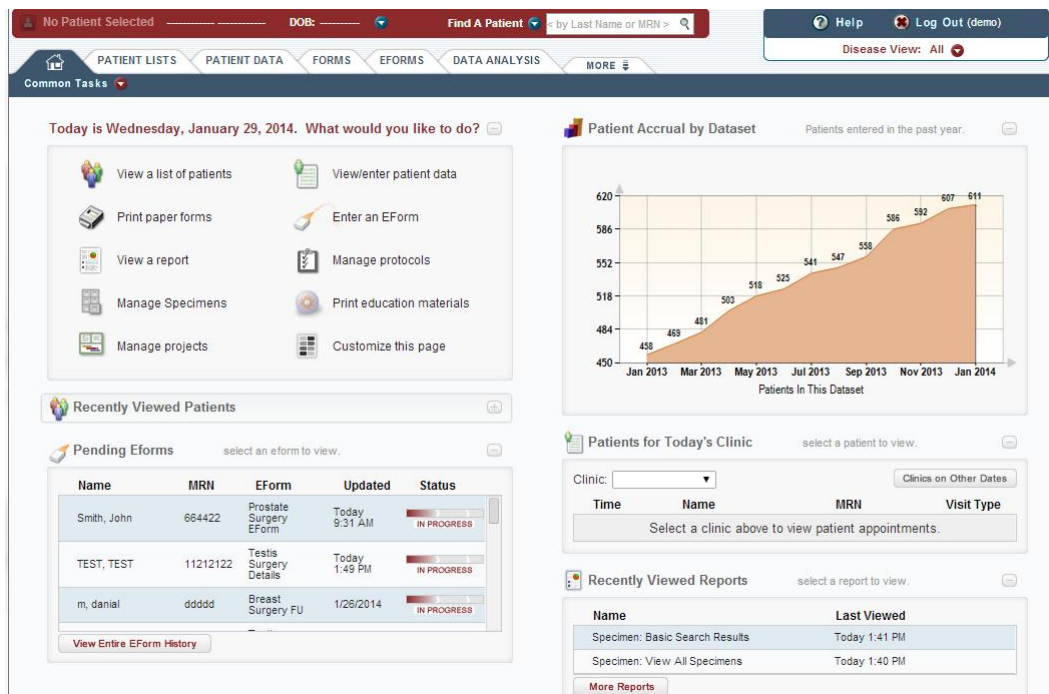 No Patient Selected DOB: Find A Patient < by Last Name or MRN >
Help Log Out (demo)
Disease View: All
PATIENT LISTS PATIENT DATA FORMS EFORMS DATA ANALYSIS MORE
Common Tasks
Today is Wednesday, January 29, 2014. What would you like to do?
View a list of patients View/enter patient data
Print paper forms Enter an EForm
View a report Manage protocols
Manage Specimens Print education materials
Manage projects Customize this page
Recently Viewed Patients
Pending Eforms select an eform to view.
Name MRN EForm Updated Status
Smith, John 664422 Prostate Surgery EForm Today 9:31 AM IN PROGRESS
TEST, TEST 11212122 Testis Surgery Details Today 1:49 PM IN PROGRESS
m, danial ddddd Breast Surgery FU 1/26/2014 IN PROGRESS
View Entire EForm History
Patient Accrual by Dataset Patients entered in the past year.
620
586
552
518
484
450
458 469 481 503 518 525 541 547 558 586 592 607 611
Jan 2013 Mar 2013 May 2013 Jul 2013 Sep 2013 Nov 2013 Jan 2014
Patients In This Dataset
Patients for Today's Clinic select a patient to view.
Clinic: Clinics on Other Dates
Time Name MRN Visit Type
Select a clinic above to view patient appointments.
Recently Viewed Reports select a report to view.
Name Last Viewed
Specimen: Basic Search Results Today 1:41 PM
Specimen: View All Specimens Today 1:40 PM
More Reports